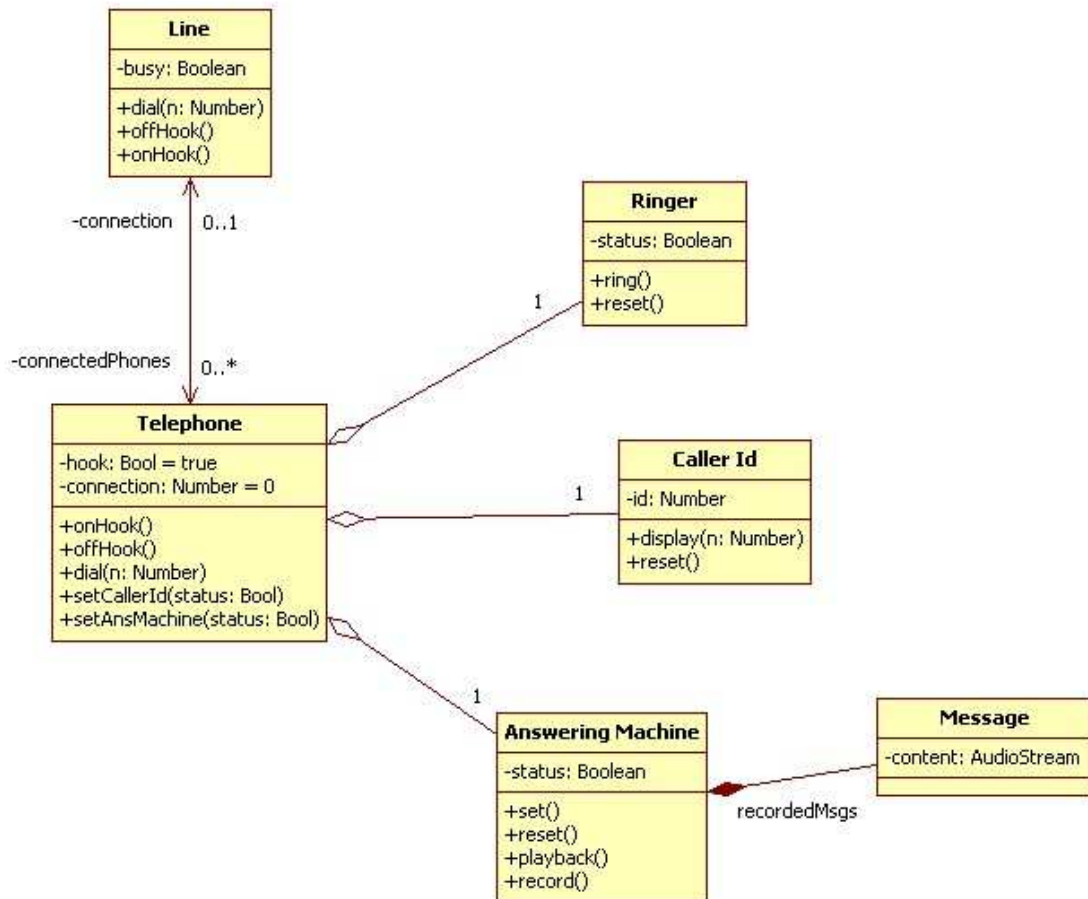 Line
-busy: Boolean
+dial(n: Number)
+offHook()
+onHook()
-connection
0..1
-connectedPhones
0..*
Telephone
-hook: Bool = true
-connection: Number = 0
+onHook()
+offHook()
+dial(n: Number)
+setCallerId(status: Bool)
+setAnsMachine(status: Bool)
1
Ringer
-status: Boolean
+ring()
+reset()
1
Caller Id
-id: Number
+display(n: Number)
+reset()
1
Answering Machine
-status: Boolean
+set()
+reset()
+playback()
+record()
recordedMsgs
Message
-content: AudioStream